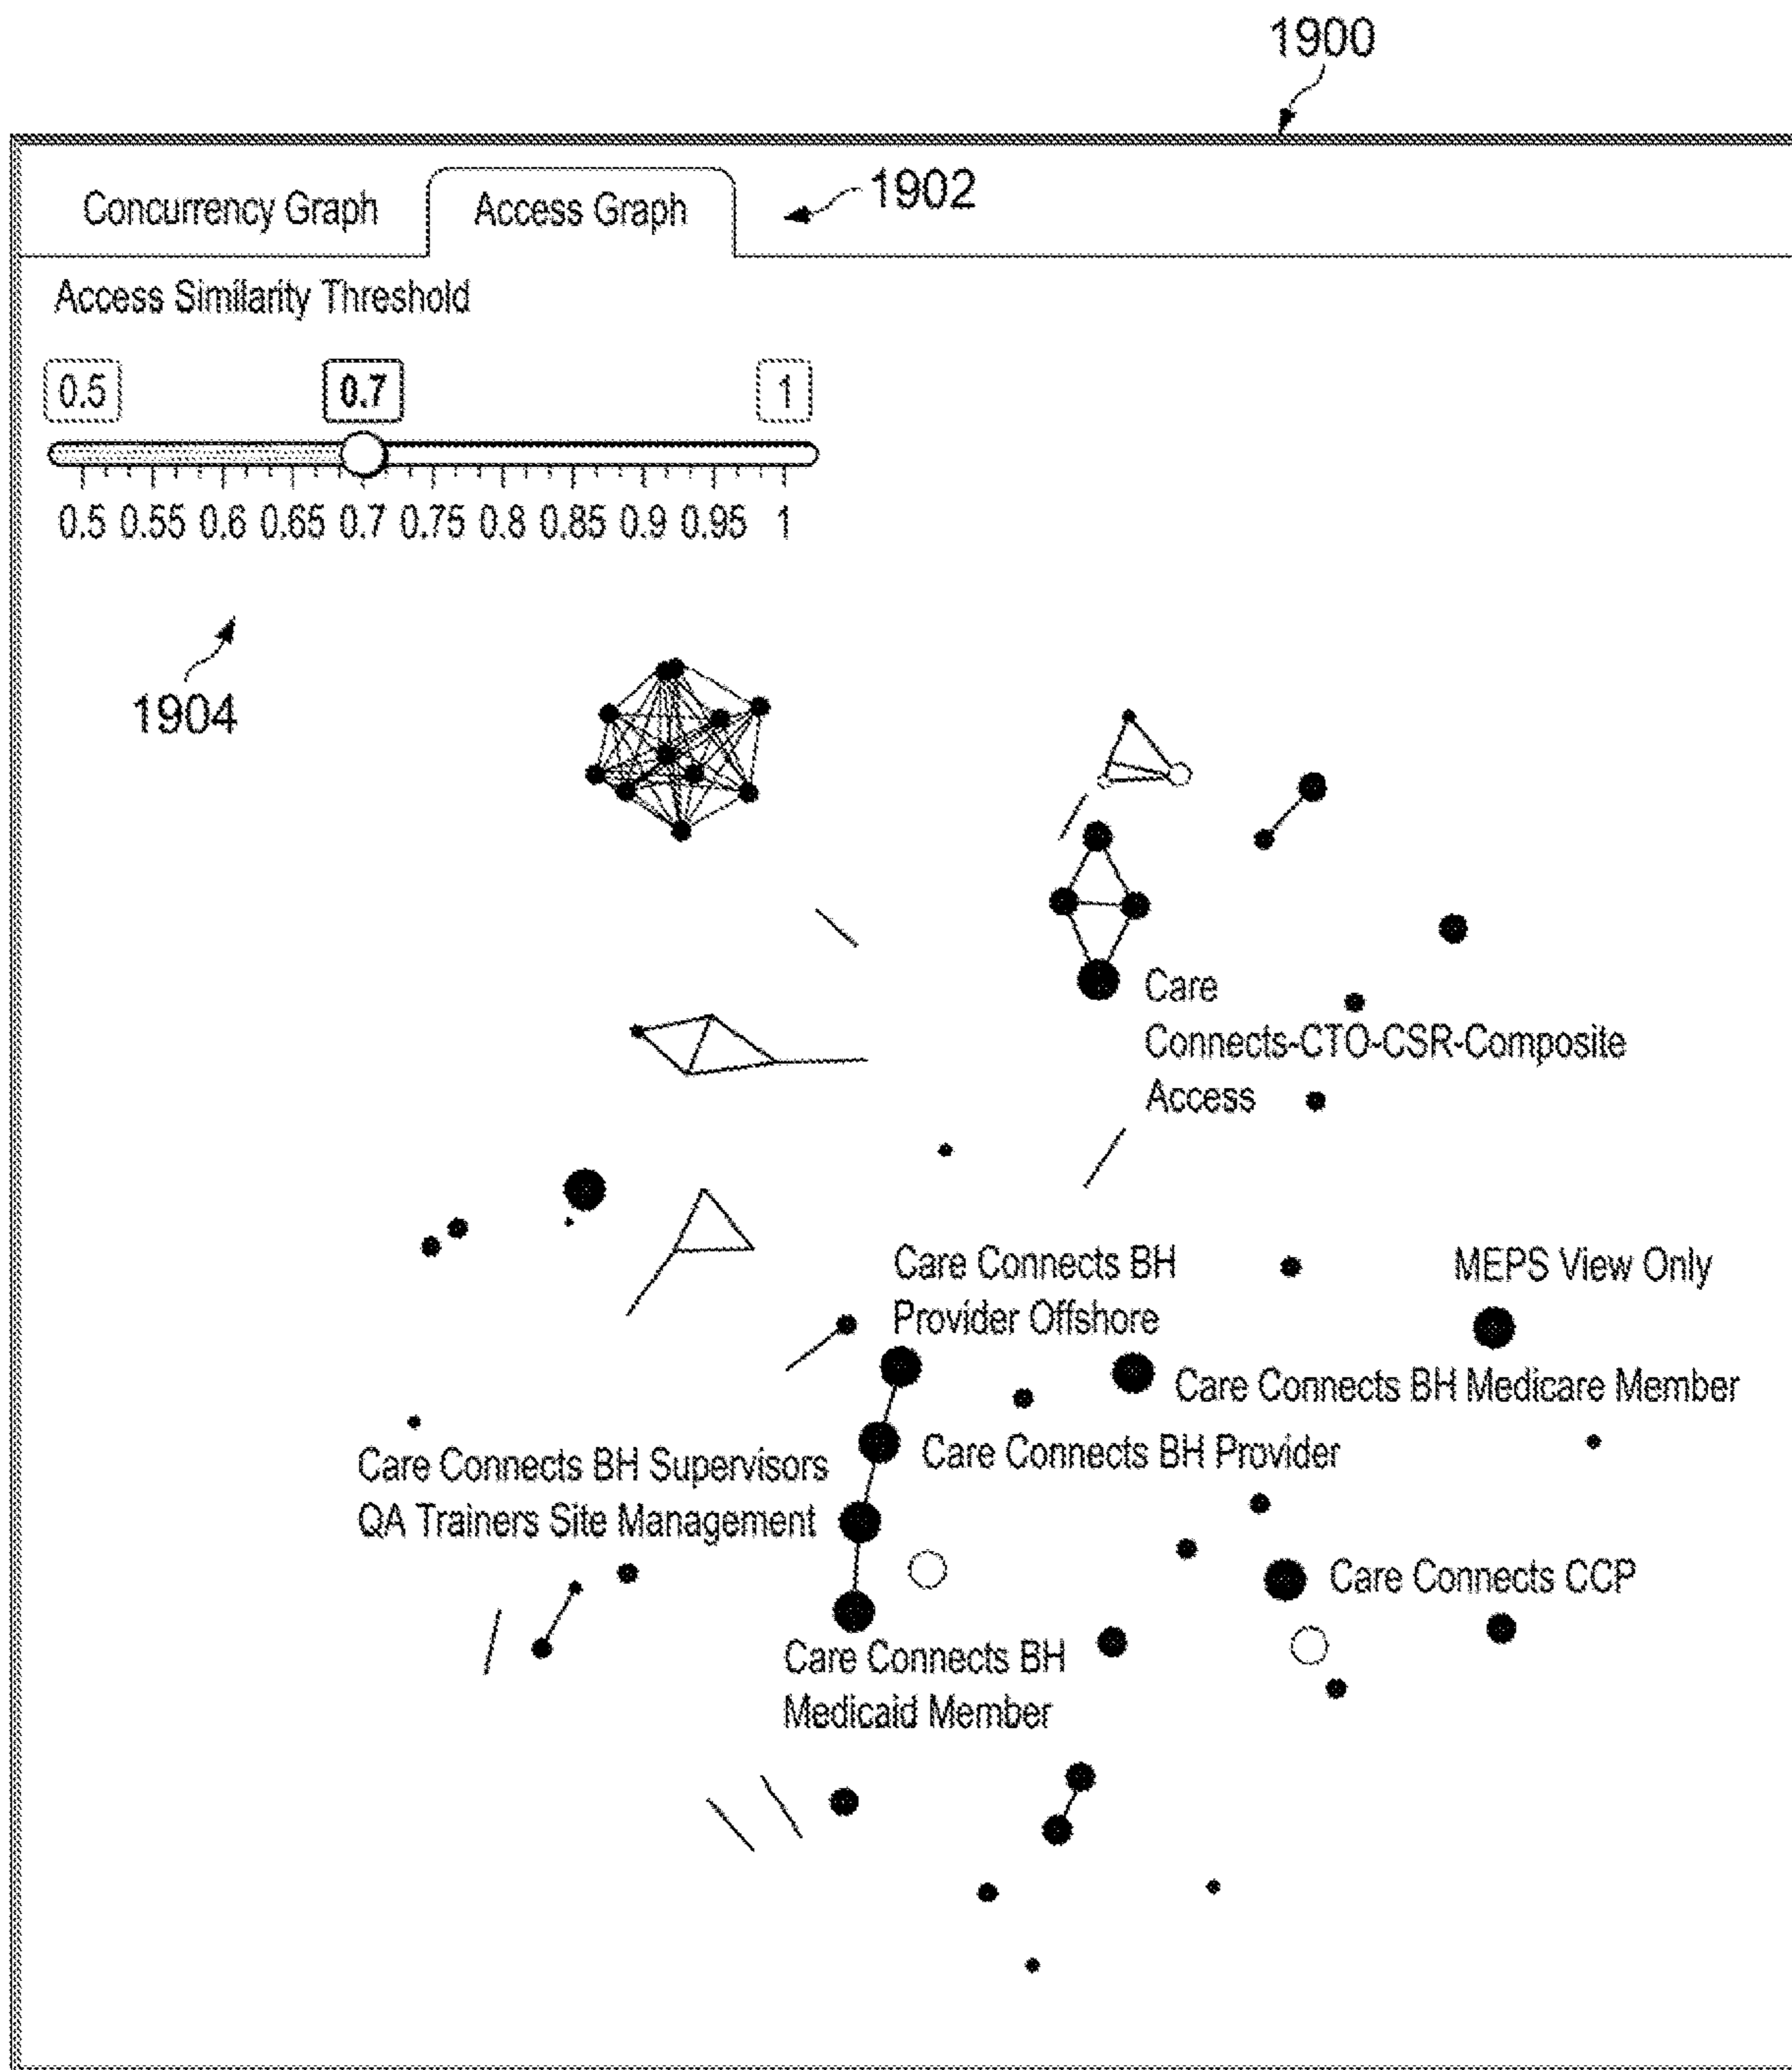 1900
Concurrency Graph
Access Graph
1902
Access Similarity Threshold
0.5
0.7
1
0.5 0.55 0.6 0.65 0.7 0.75 0.8 0.85 0.9 0.95 1
1904
Care
Connects-CTO-CSR-Composite
Access
Care Connects BH
Provider Offshore
MEPS View Only
Care Connects BH Medicare Member
Care Connects BH Provider
Care Connects BH Supervisors
QA Trainers Site Management
Care Connects CCP
Care Connects BH
Medicaid Member